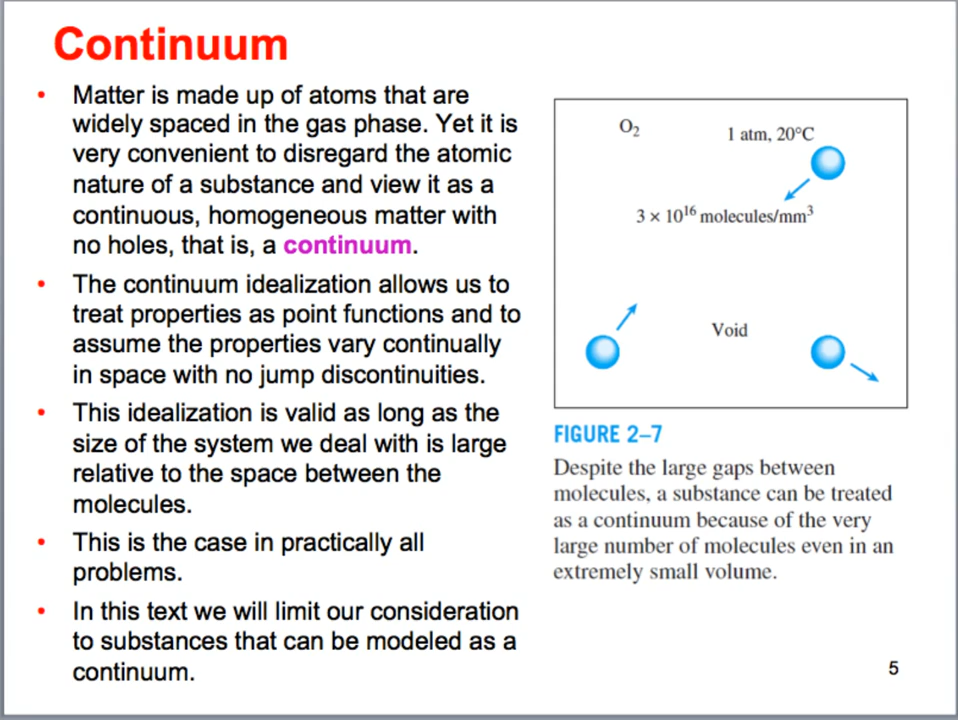 Continuum
• Matter is made up of atoms that are
widely spaced in the gas phase. Yet it is
very convenient to disregard the atomic
nature of a substance and view it as a
continuous, homogeneous matter with
no holes, that is, a continuum.
• The continuum idealization allows us to
treat properties as point functions and to
assume the properties vary continually
in space with no jump discontinuities.
• This idealization is valid as long as the
size of the system we deal with is large
relative to the space between the
molecules.
• This is the case in practically all
problems.
• In this text we will limit our consideration
to substances that can be modeled as a
continuum.
O₂
1 atm, 20°C
3 × 10¹⁶ molecules/mm³
Void
FIGURE 2–7
Despite the large gaps between
molecules, a substance can be treated
as a continuum because of the very
large number of molecules even in an
extremely small volume.
5